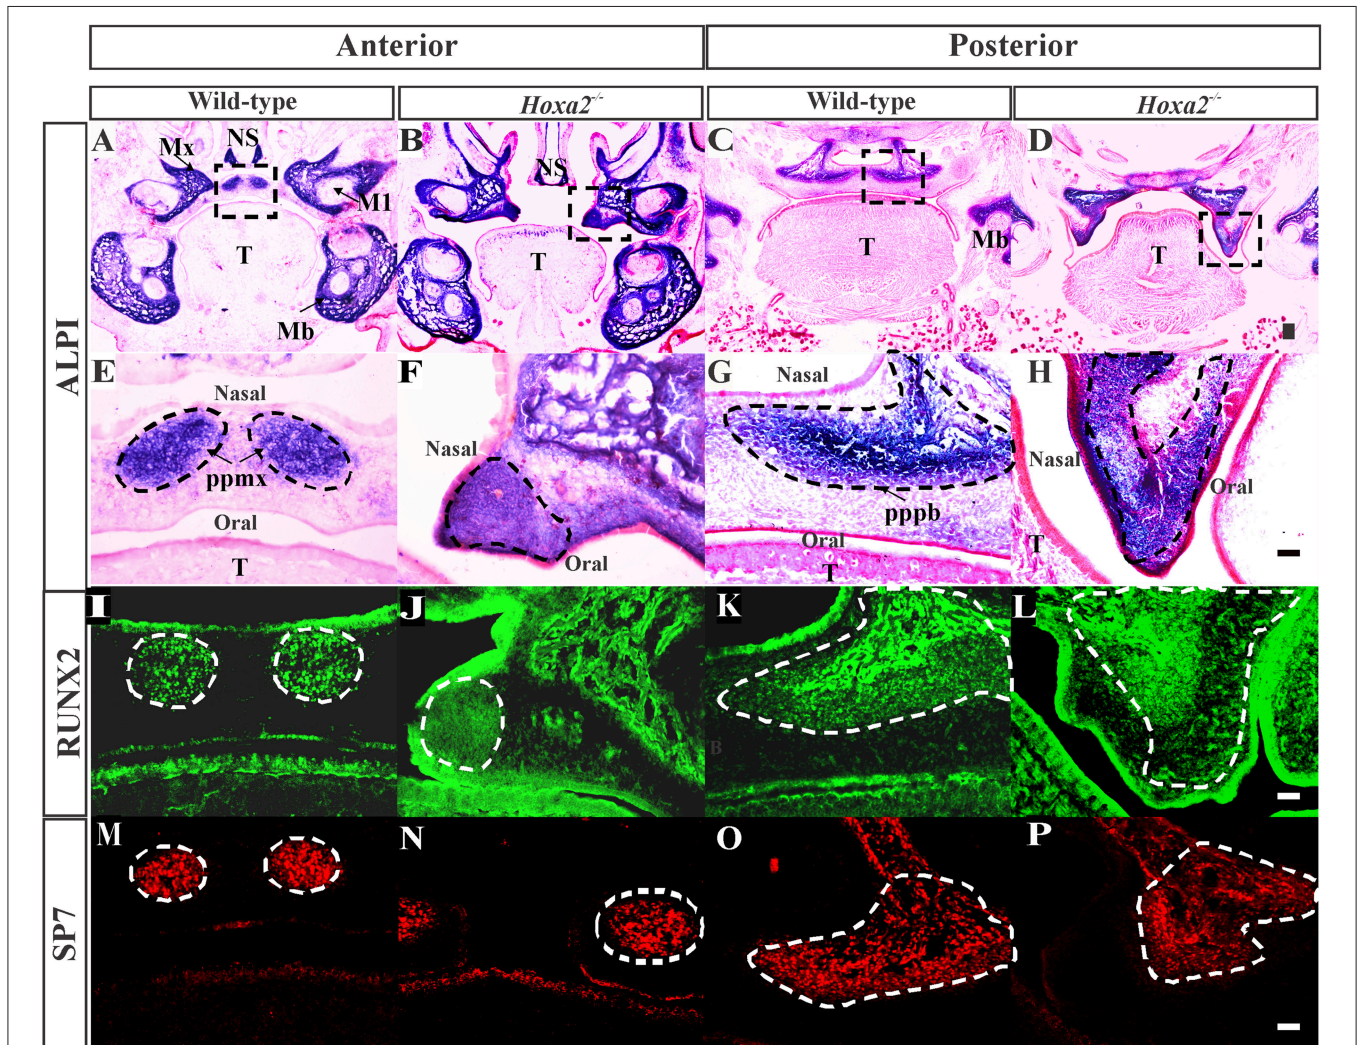 Anterior
Posterior
Wild-type
Hoxa2-/-
Wild-type
Hoxa2-/-
ALPI
A
Mx
NS
M1
T
Mb
B
NS
T
C
T
Mb
D
T
E
Nasal
ppmx
Oral
T
F
Nasal
Oral
G
Nasal
pppb
Oral
T
H
Nasal
Oral
T
RUNX2
I
J
K
B
L
SP7
M
N
O
P